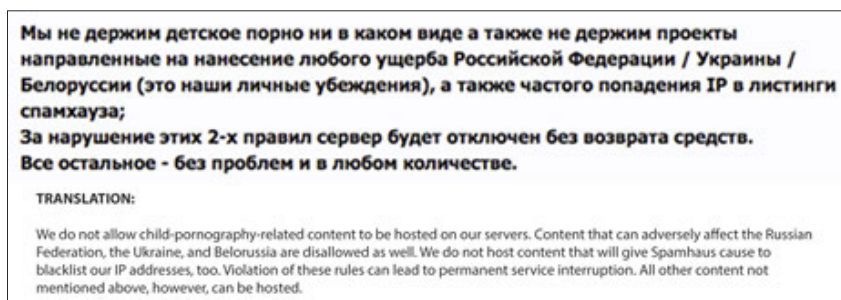 Мы не держим детское порно ни в каком виде а также не держим проекты
направленные на нанесение любого ущерба Российской Федерации / Украины /
Белоруссии (это наши личные убеждения), а также частого попадения IP в листинги
спамхауза;
За нарушение этих 2-х правил сервер будет отключен без возврата средств.
Все остальное - без проблем и в любом количестве.
TRANSLATION:
We do not allow child-pornography-related content to be hosted on our servers. Content that can adversely affect the Russian
Federation, the Ukraine, and Belorussia are disallowed as well. We do not host content that will give Spamhaus cause to
blacklist our IP addresses, too. Violation of these rules can lead to permanent service interruption. All other content not
mentioned above, however, can be hosted.